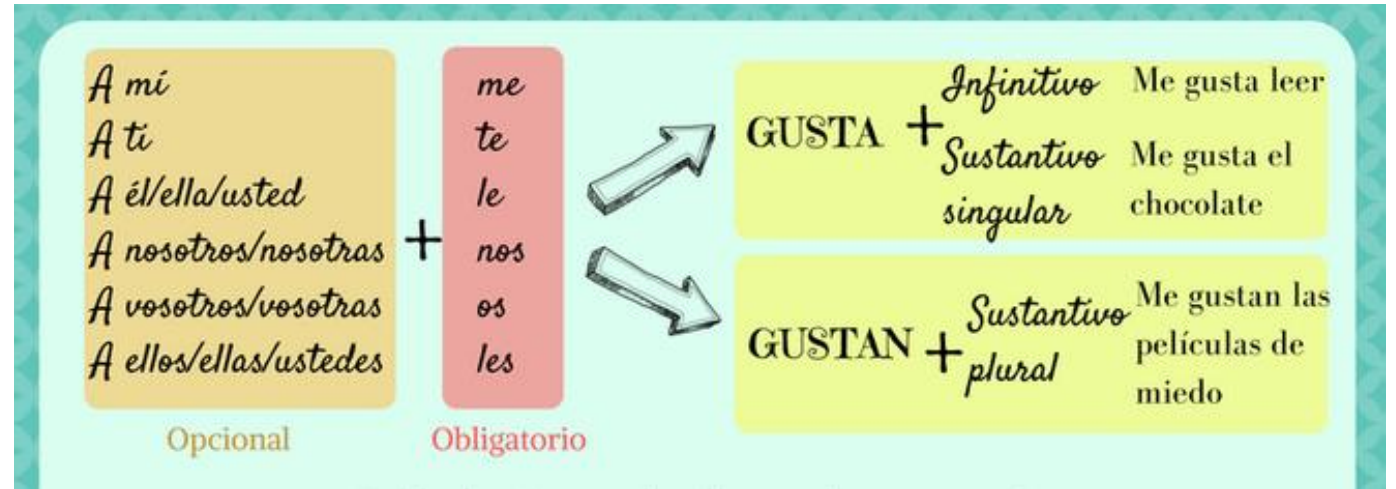 A mí
A ti
A él/ella/usted
A nosotros/nosotras
A vosotros/vosotras
A ellos/ellas/ustedes
Opcional
+
me
te
le
nos
os
les
Obligatorio
GUSTA +
Infinitivo
Me gusta leer
Sustantivo
singular
Me gusta el
chocolate
GUSTAN +
Sustantivo
plural
Me gustan las
películas de
miedo